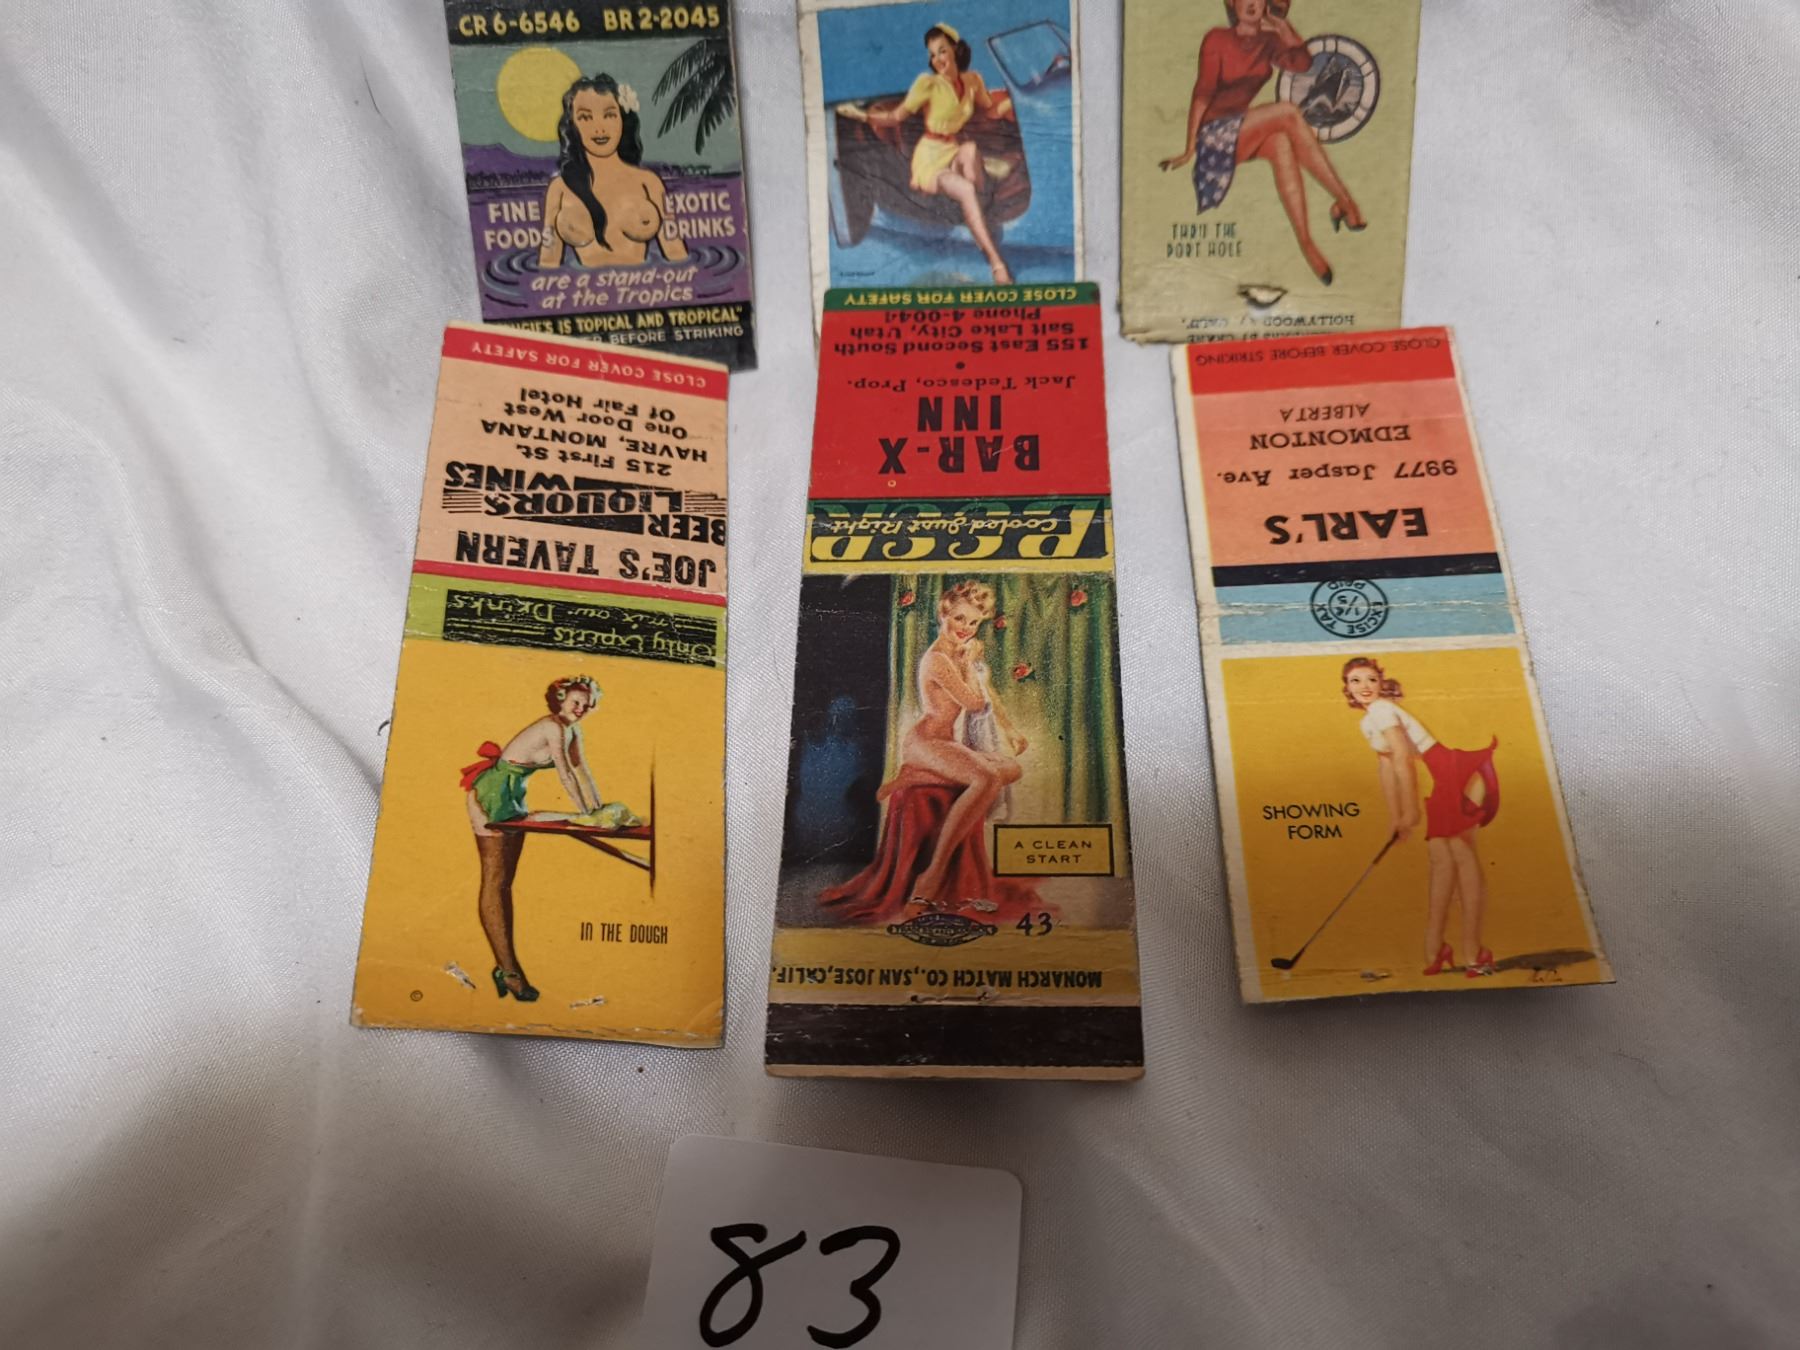 CR 6-6546 BR 2-2045
FINE EXOTIC
FOODS DRINKS
are a stand-out
at the Tropics
IS TOPICAL AND TROPICAL"
BEFORE STRIKING
THRU THE
PORT HOLE
HOLLYWOOD
CLOSE COVER FOR SAFETY
Of Fair Hotel
One Door West
HAVRE, MONTANA
215 First St.
WINES
LIQUORS
BEER
JOE'S TAVERN
Only Experts
mix our Drinks
IN THE DOUGH
©
CLOSE COVER FOR SAFETY
Phone 4-0044
Salt Lake City, Utah
155 East Second South
Jack Tedesco, Prop.
INN
BAR-X
Cooled Just Right
BEER
A CLEAN
START
43
MONARCH MATCH CO., SAN JOSE, CALIF.
CLOSE COVER BEFORE STRIKING
ALBERTA
EDMONTON
9977 Jasper Ave.
EARL'S
EXCISE TAX
1/5
PAID
SHOWING
FORM
83